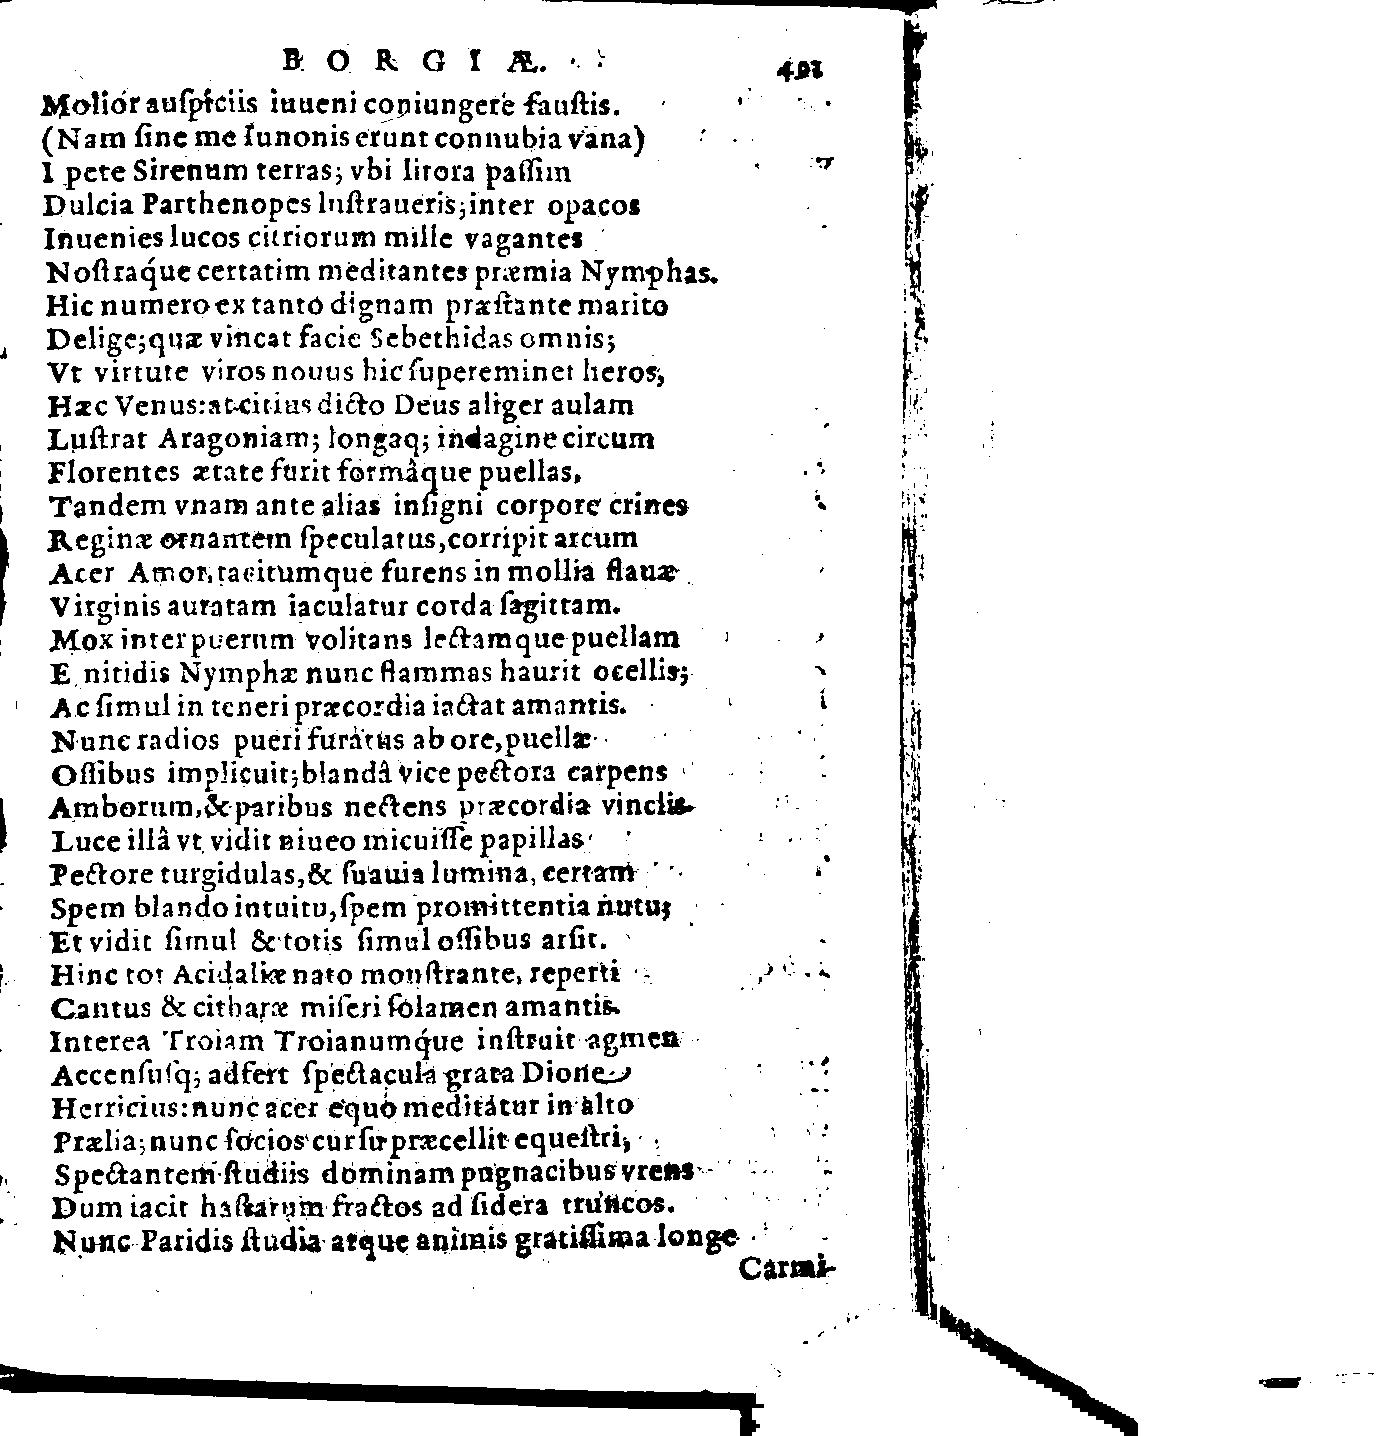 BORGIÆ. 401
Molior auſpiciis iuueni coniungere fauſtis.
(Nam ſine me Iunonis erunt connubia vana)
I pete Sirenum terras; vbi litora paſſim
Dulcia Parthenopes luſtraueris; inter opacos
Inuenies lucos citriorum mille vagantes
Noſtraq́ue certatim meditantes præmia Nymphas.
Hic numero ex tanto dignam præſtante marito
Delige; quæ vincat facie Sebethidas omnis;
Vt virtute viros nouus hic ſupereminet heros,
Hæc Venus: at citius dicto Deus aliger aulam
Luſtrat Aragoniam; longaq; indagine circum
Florentes ætate furit formâque puellas,
Tandem vnam ante alias inſigni corpore crines
Reginæ ornantem ſpeculatus, corripit arcum
Acer Amor, tacitumque furens in mollia flauæ
Virginis auratam iaculatur corda ſagittam.
Mox inter puerum volitans lectamque puellam
E nitidis Nymphæ nunc flammas haurit ocellis;
Ac ſimul in teneri præcordia iactat amantis.
Nunc radios pueri furatus ab ore, puellæ
Oſſibus implicuit; blandâ vice pectora carpens
Amborum, & paribus nectens præcordia vinclis.
Luce illâ vt vidit niueo micuiſſe papillas
Pectore turgidulas, & ſuauia lumina, certam
Spem blando intuitu, ſpem promittentia nutu;
Et vidit ſimul & totis ſimul oſſibus arſit.
Hinc tot Acidaliæ nato monſtrante, reperti
Cantus & citharæ miſeri ſolamen amantis.
Interea Troiam Troianumq́ue inſtruit agmen
Accenſuſq; adfert ſpectacula grata Dione
Herricius: nunc acer equo meditatur in alto
Prælia; nunc ſocios curſu præcellit equeſtri,
Spectantem ſtudiis dominam pugnacibus vrens
Dum iacit haſtarum fractos ad ſidera truncos.
Nunc Paridis ſtudia atque animis gratiſſima longe
Carmi-